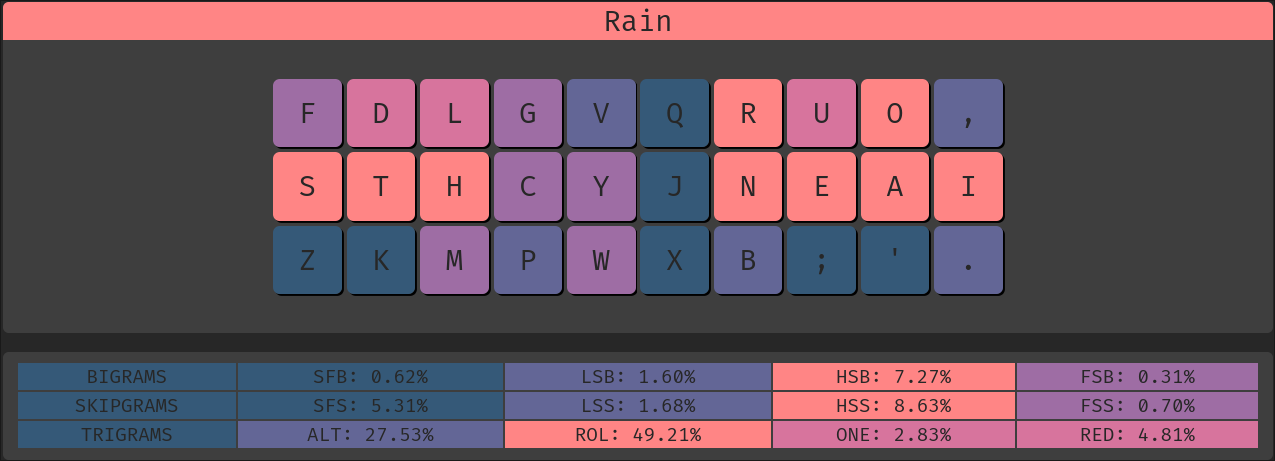 Rain
F D L G V Q R U O ,
S T H C Y J N E A I
Z K M P W X B ; ' .
BIGRAMS SFB: 0.62% LSB: 1.60% HSB: 7.27% FSB: 0.31%
SKIPGRAMS SFS: 5.31% LSS: 1.68% HSS: 8.63% FSS: 0.70%
TRIGRAMS ALT: 27.53% ROL: 49.21% ONE: 2.83% RED: 4.81%